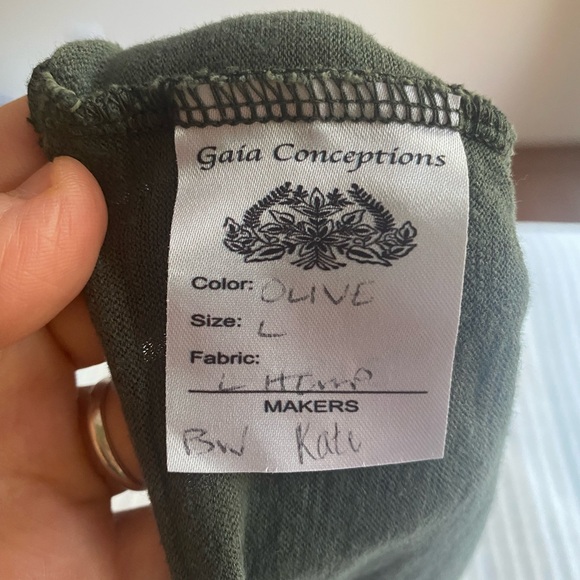 Gaia Conceptions
Color: OLIVE
Size: L
Fabric:
L HEMP
MAKERS
BW Kate